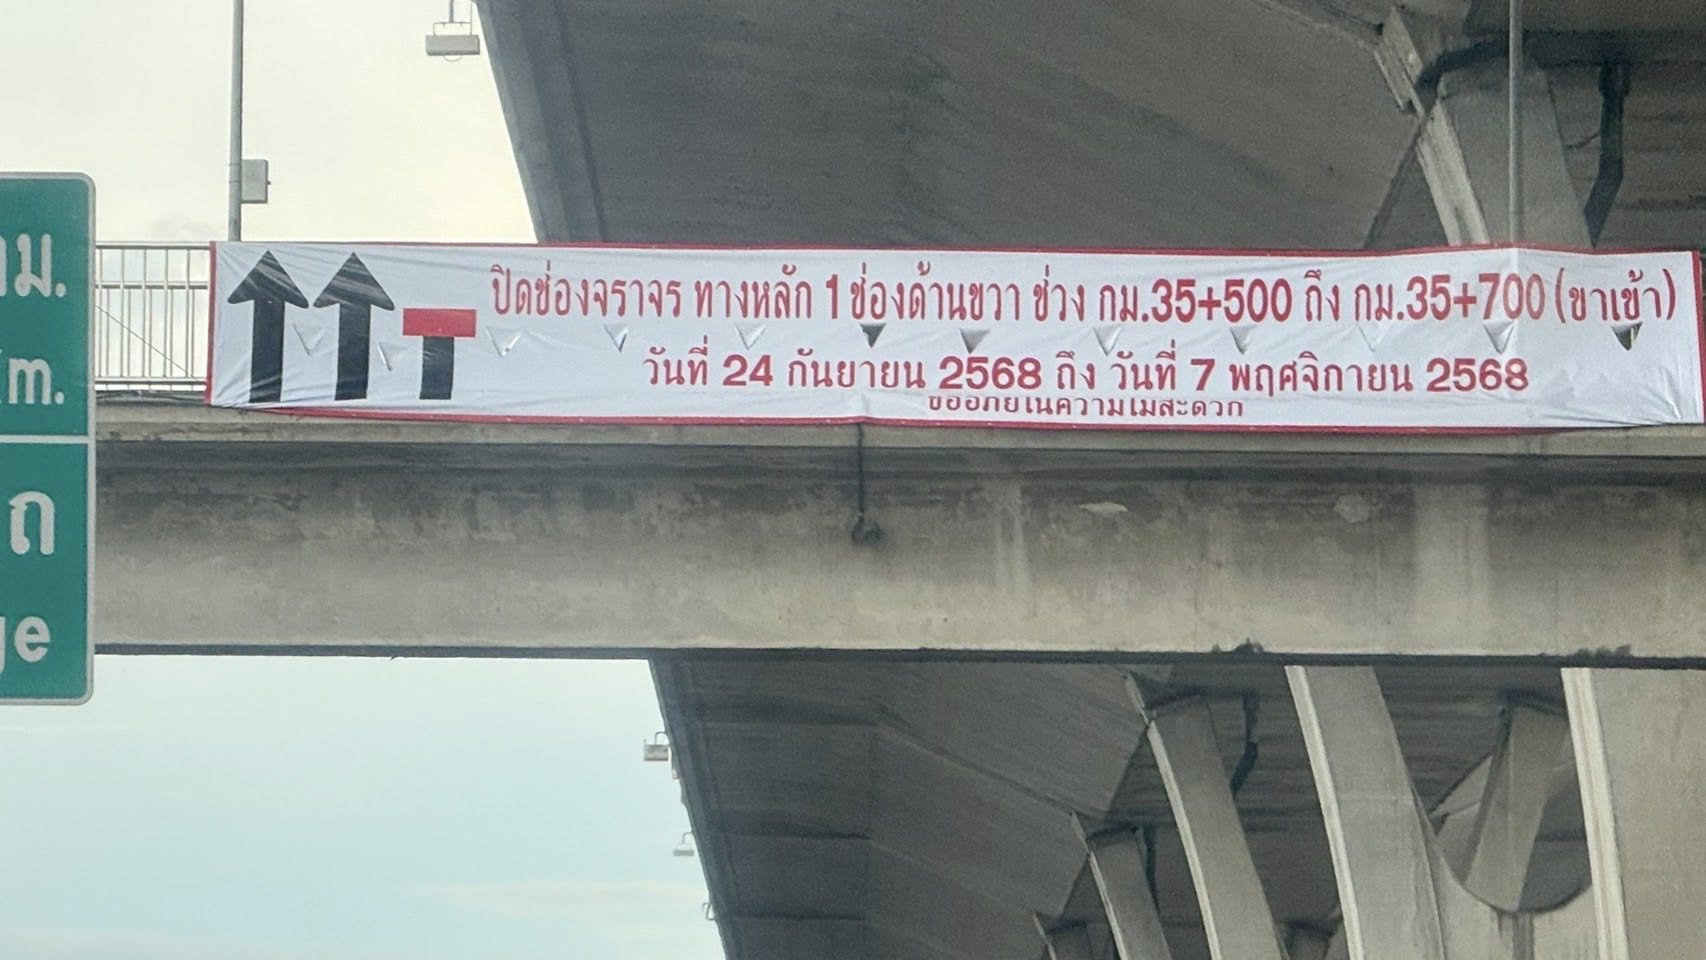 ปิดช่องจราจร ทางหลัก 1 ช่องด้านขวา ช่วง กม.35+500 ถึง กม.35+700 (ขาเข้า)
วันที่ 24 กันยายน 2568 ถึง วันที่ 7 พฤศจิกายน 2568
ขออภัยในความไม่สะดวก
ม.
m.
ถ
ge